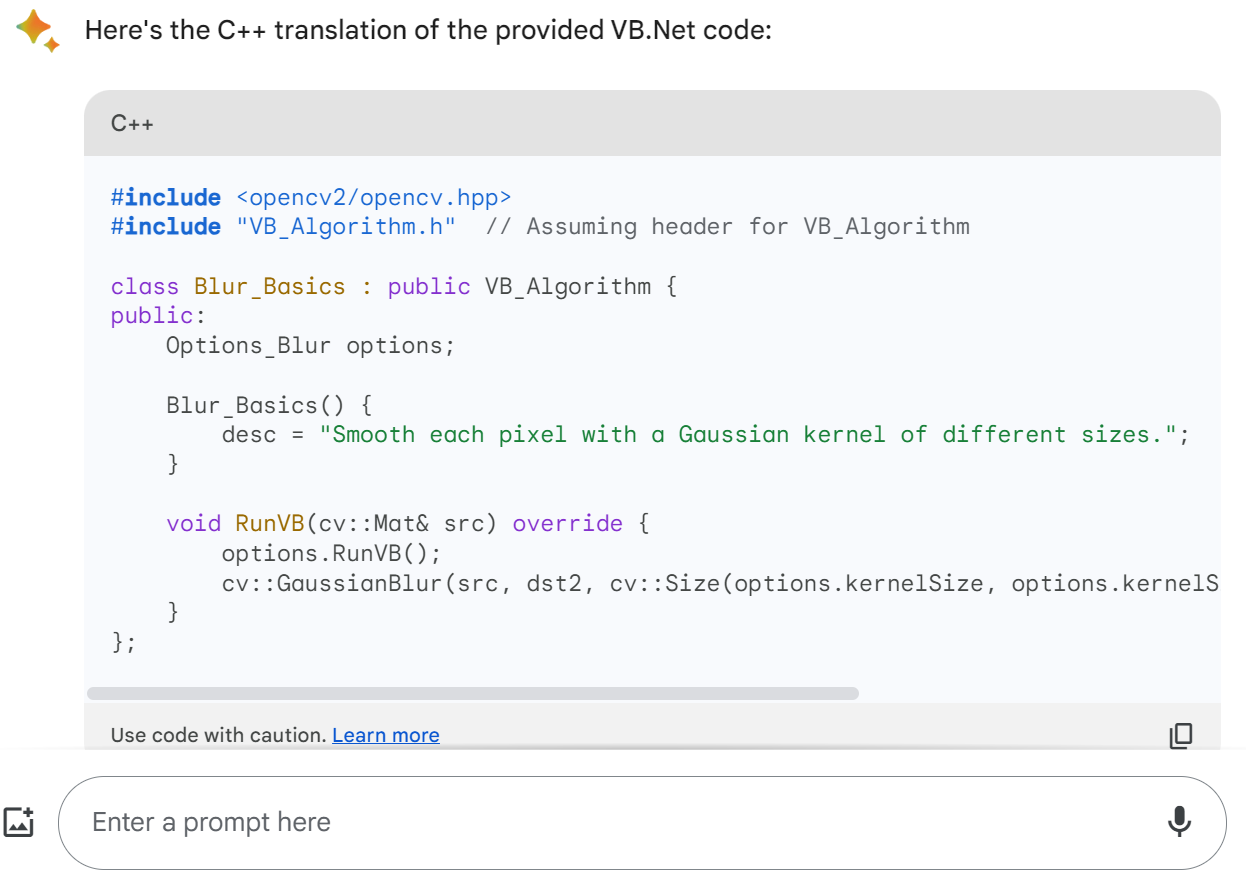 Here's the C++ translation of the provided VB.Net code:
C++
#include <opencv2/opencv.hpp>
#include "VB_Algorithm.h"  // Assuming header for VB_Algorithm
class Blur_Basics : public VB_Algorithm {
public:
    Options_Blur options;
    Blur_Basics() {
        desc = "Smooth each pixel with a Gaussian kernel of different sizes.";
    }
    void RunVB(cv::Mat& src) override {
        options.RunVB();
        cv::GaussianBlur(src, dst2, cv::Size(options.kernelSize, options.kernelS
    }
};
Use code with caution. Learn more
Enter a prompt here